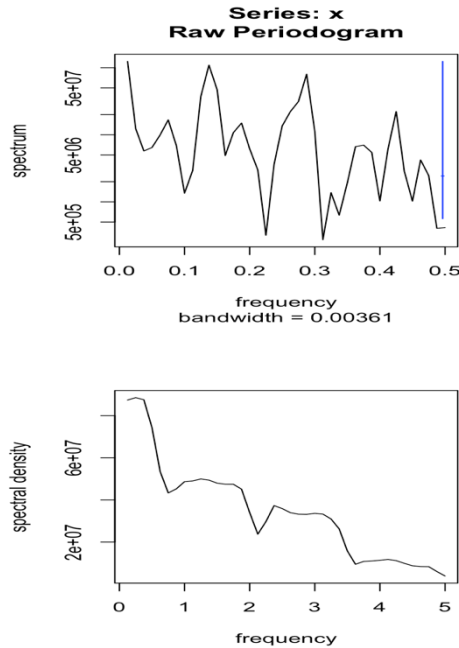 Series: x
Raw Periodogram
spectrum
5e+05 5e+06 5e+07
0.0 0.1 0.2 0.3 0.4 0.5
frequency
bandwidth = 0.00361
spectral density
2e+07 6e+07
0 1 2 3 4 5
frequency